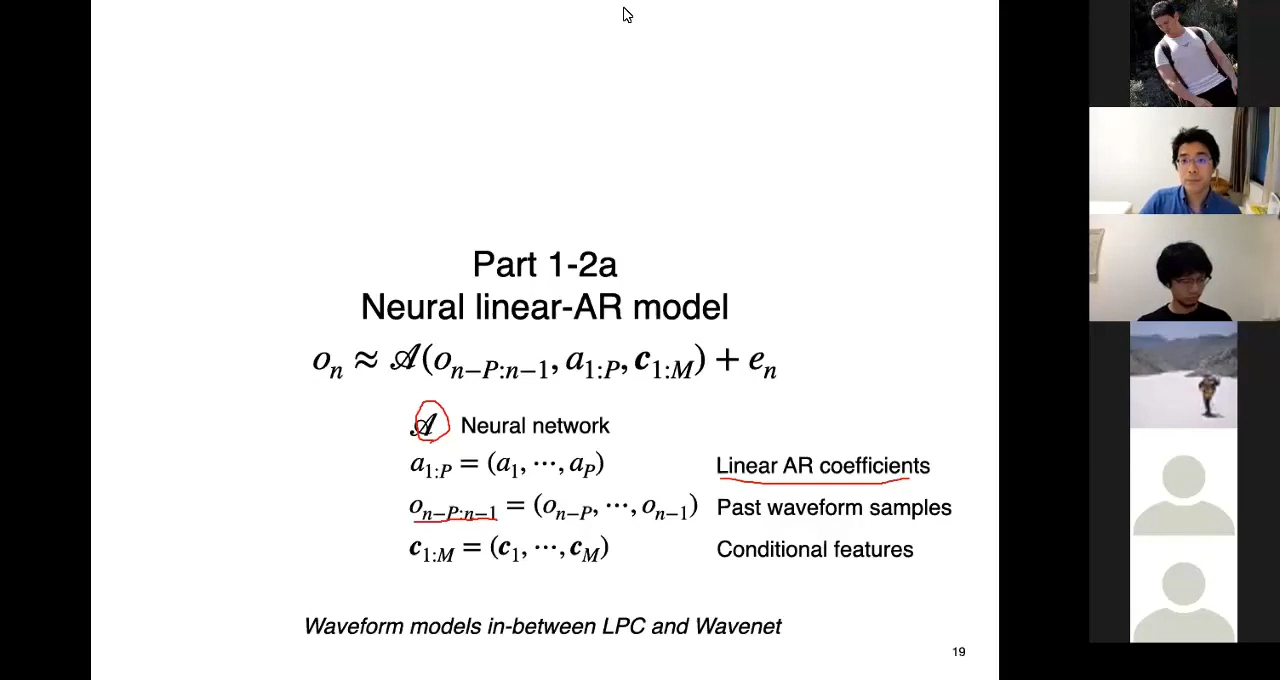 Part 1-2a
Neural linear-AR model
oₙ ≈ 𝒜(oₙ₋P:ₙ₋₁, a₁:P, c₁:M) + eₙ
𝒜 Neural network
a₁:P = (a₁, ⋯, aP) Linear AR coefficients
oₙ₋P:ₙ₋₁ = (oₙ₋P, ⋯, oₙ₋₁) Past waveform samples
c₁:M = (c₁, ⋯, cM) Conditional features
Waveform models in-between LPC and Wavenet
19